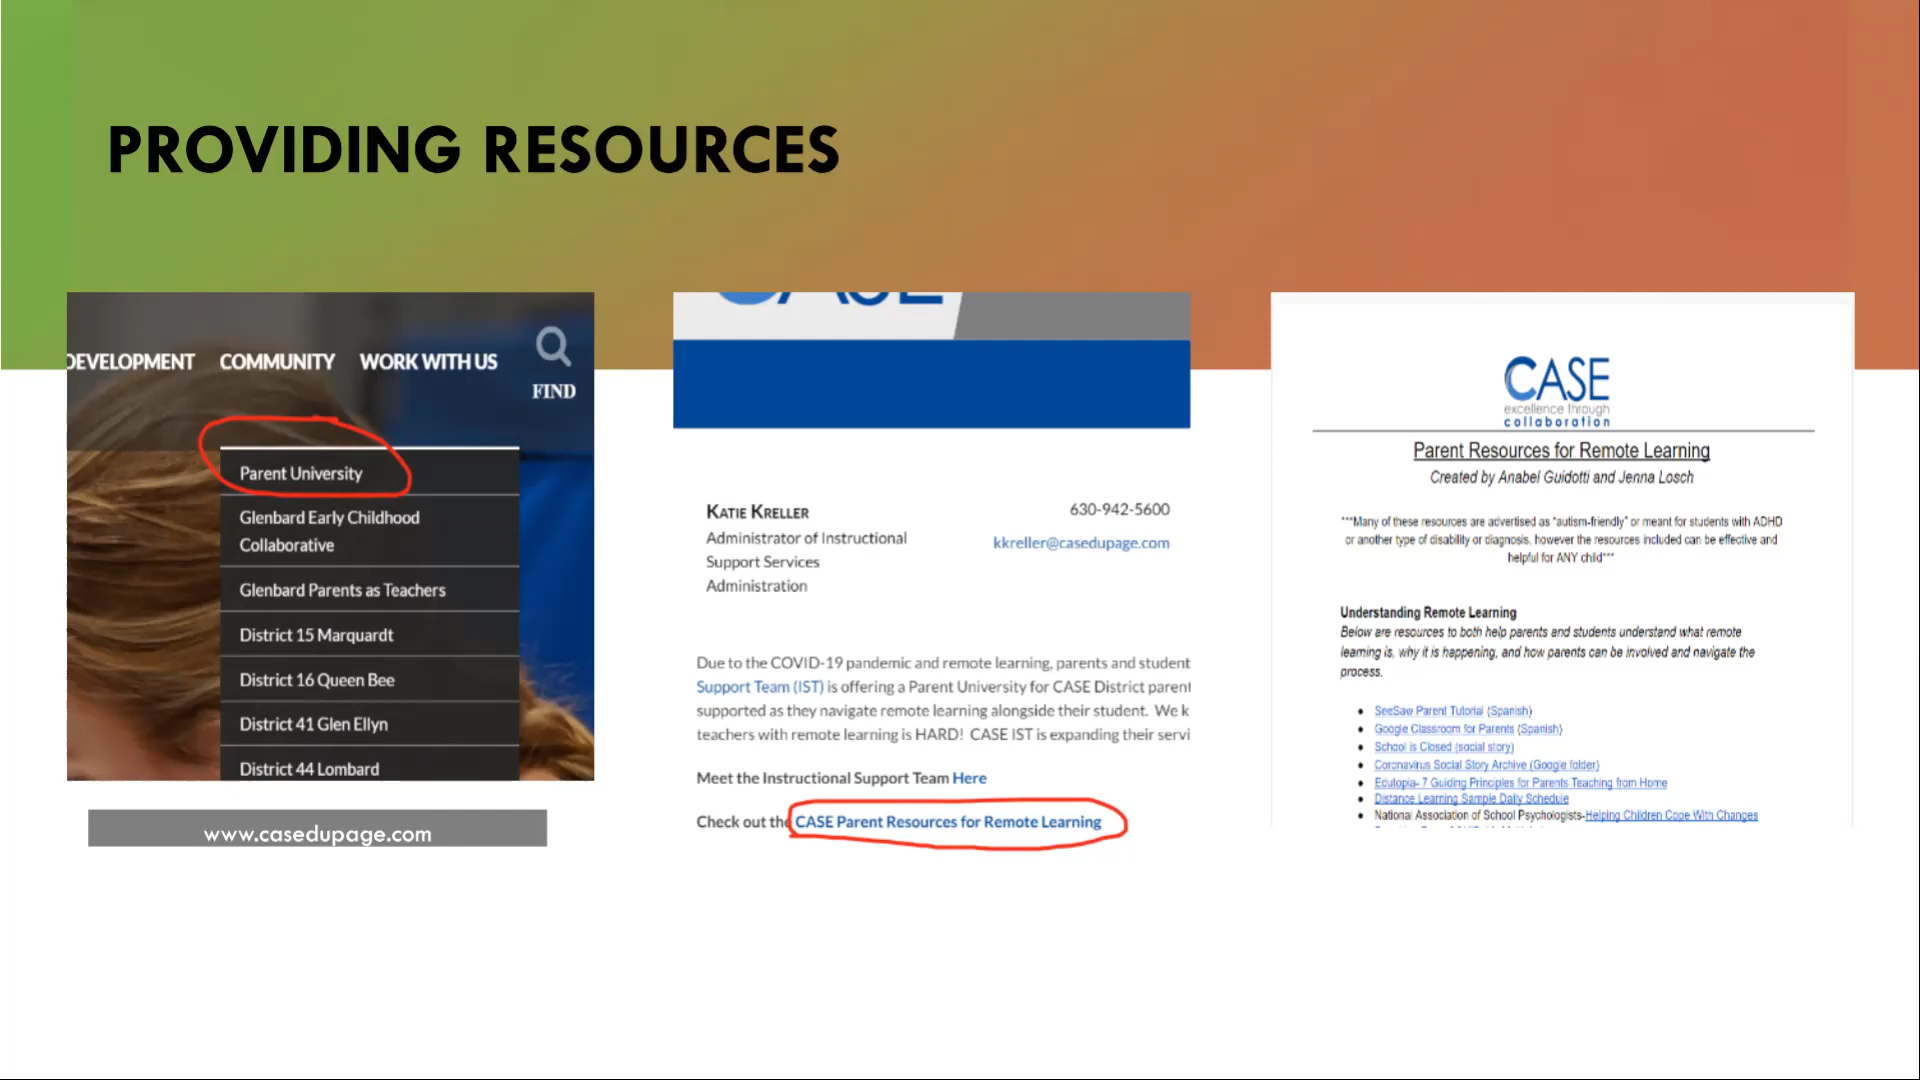 PROVIDING RESOURCES
DEVELOPMENT COMMUNITY WORK WITH US
FIND
Parent University
Glenbard Early Childhood
Collaborative
Glenbard Parents as Teachers
District 15 Marquardt
District 16 Queen Bee
District 41 Glen Ellyn
District 44 Lombard
www.casedupage.com
CASE
KATIE KRELLER
Administrator of Instructional
Support Services
Administration
630-942-5600
kkreller@casedupage.com
Due to the COVID-19 pandemic and remote learning, parents and student
Support Team (IST) is offering a Parent University for CASE District parent
supported as they navigate remote learning alongside their student. We k
teachers with remote learning is HARD! CASE IST is expanding their servi
Meet the Instructional Support Team Here
Check out the CASE Parent Resources for Remote Learning
CASE
excellence through
collaboration
Parent Resources for Remote Learning
Created by Anabel Guidotti and Jenna Losch
***Many of these resources are advertised as "autism-friendly" or meant for students with ADHD
or another type of disability or diagnosis, however the resources included can be effective and
helpful for ANY child***
Understanding Remote Learning
Below are resources to both help parents and students understand what remote
learning is, why it is happening, and how parents can be involved and navigate the
process.
• SeeSaw Parent Tutorial (Spanish)
• Google Classroom for Parents (Spanish)
• School is Closed (social story)
• Coronavirus Social Story Archive (Google folder)
• Edutopia- 7 Guiding Principles for Parents Teaching from Home
• Distance Learning Sample Daily Schedule
• National Association of School Psychologists-Helping Children Cope With Changes